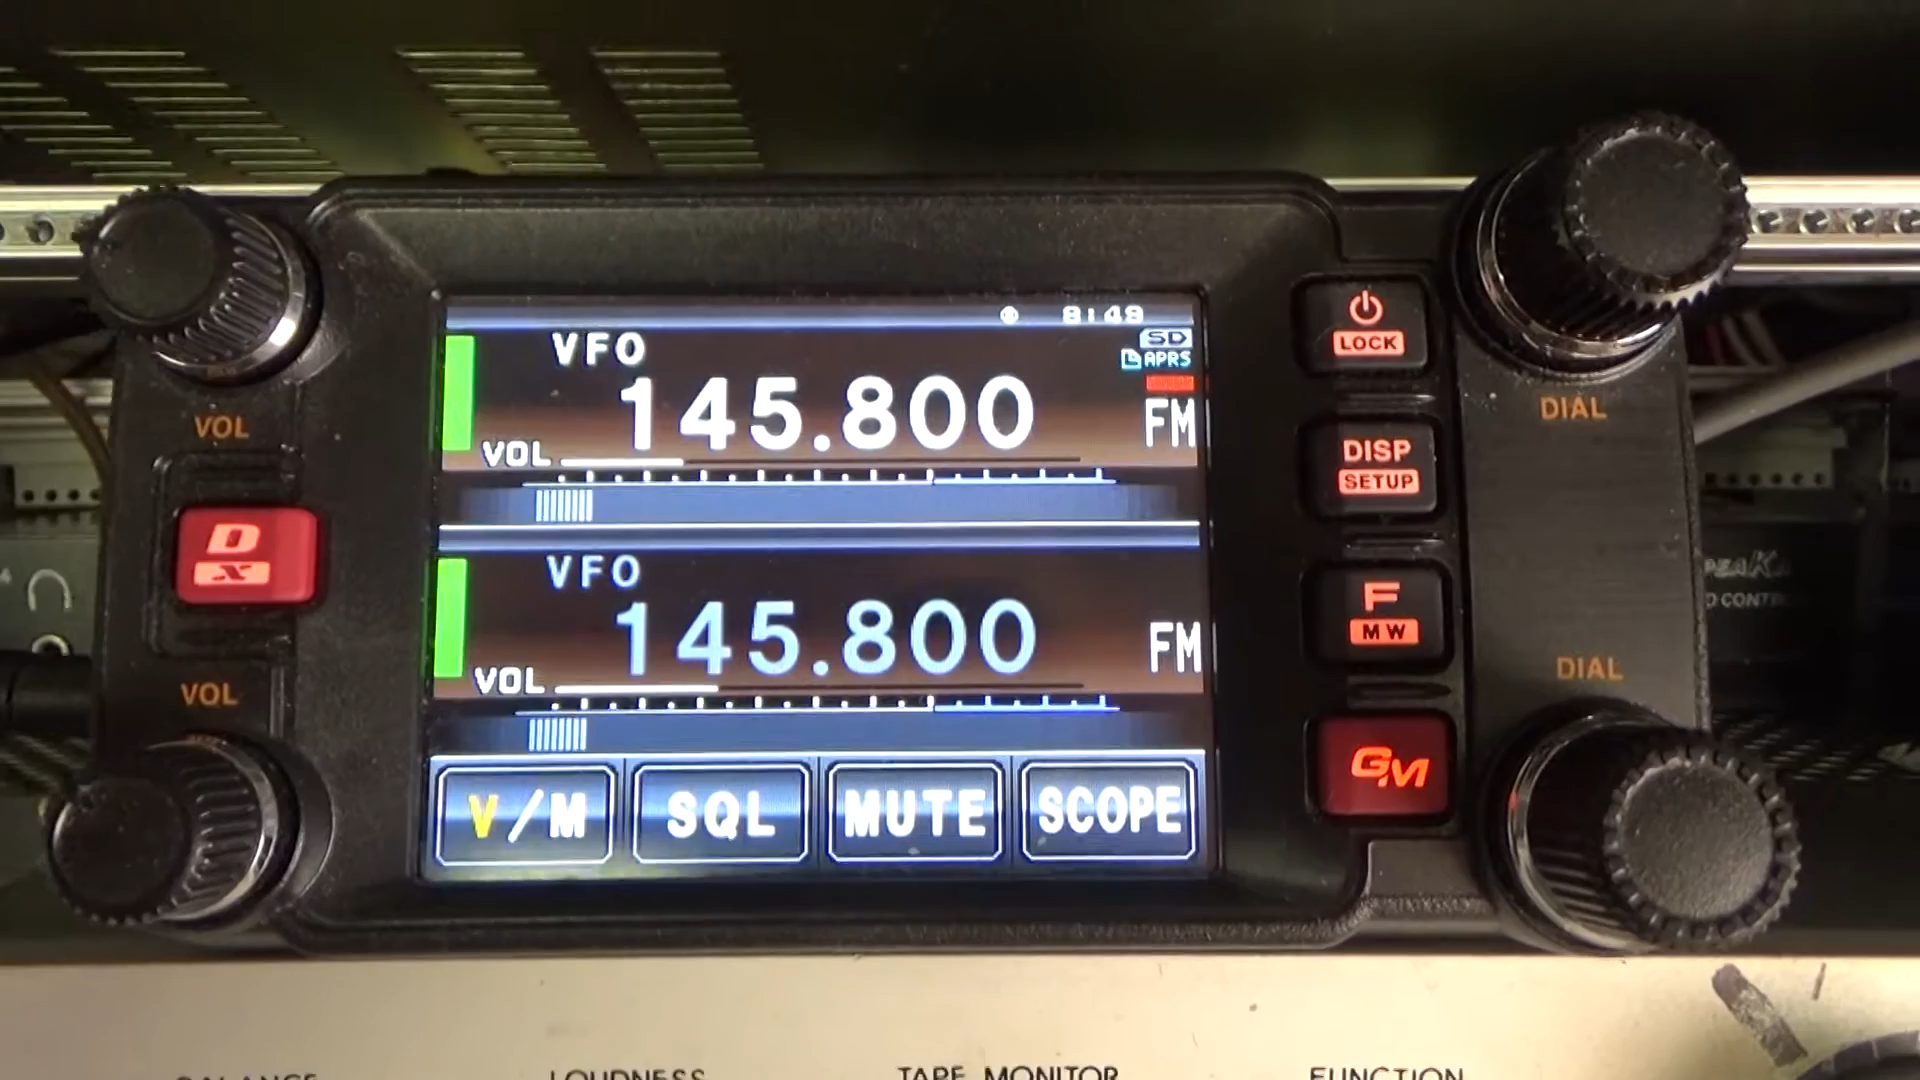 8:49
VFO
SD
APRS
145.800
FM
VOL
VFO
145.800
FM
VOL
V/M
SQL
MUTE
SCOPE
VOL
D
X
VOL
LOCK
DISP
SETUP
F
MW
GM
DIAL
DIAL
BALANCE
LOUDNESS
TAPE MONITOR
FUNCTION